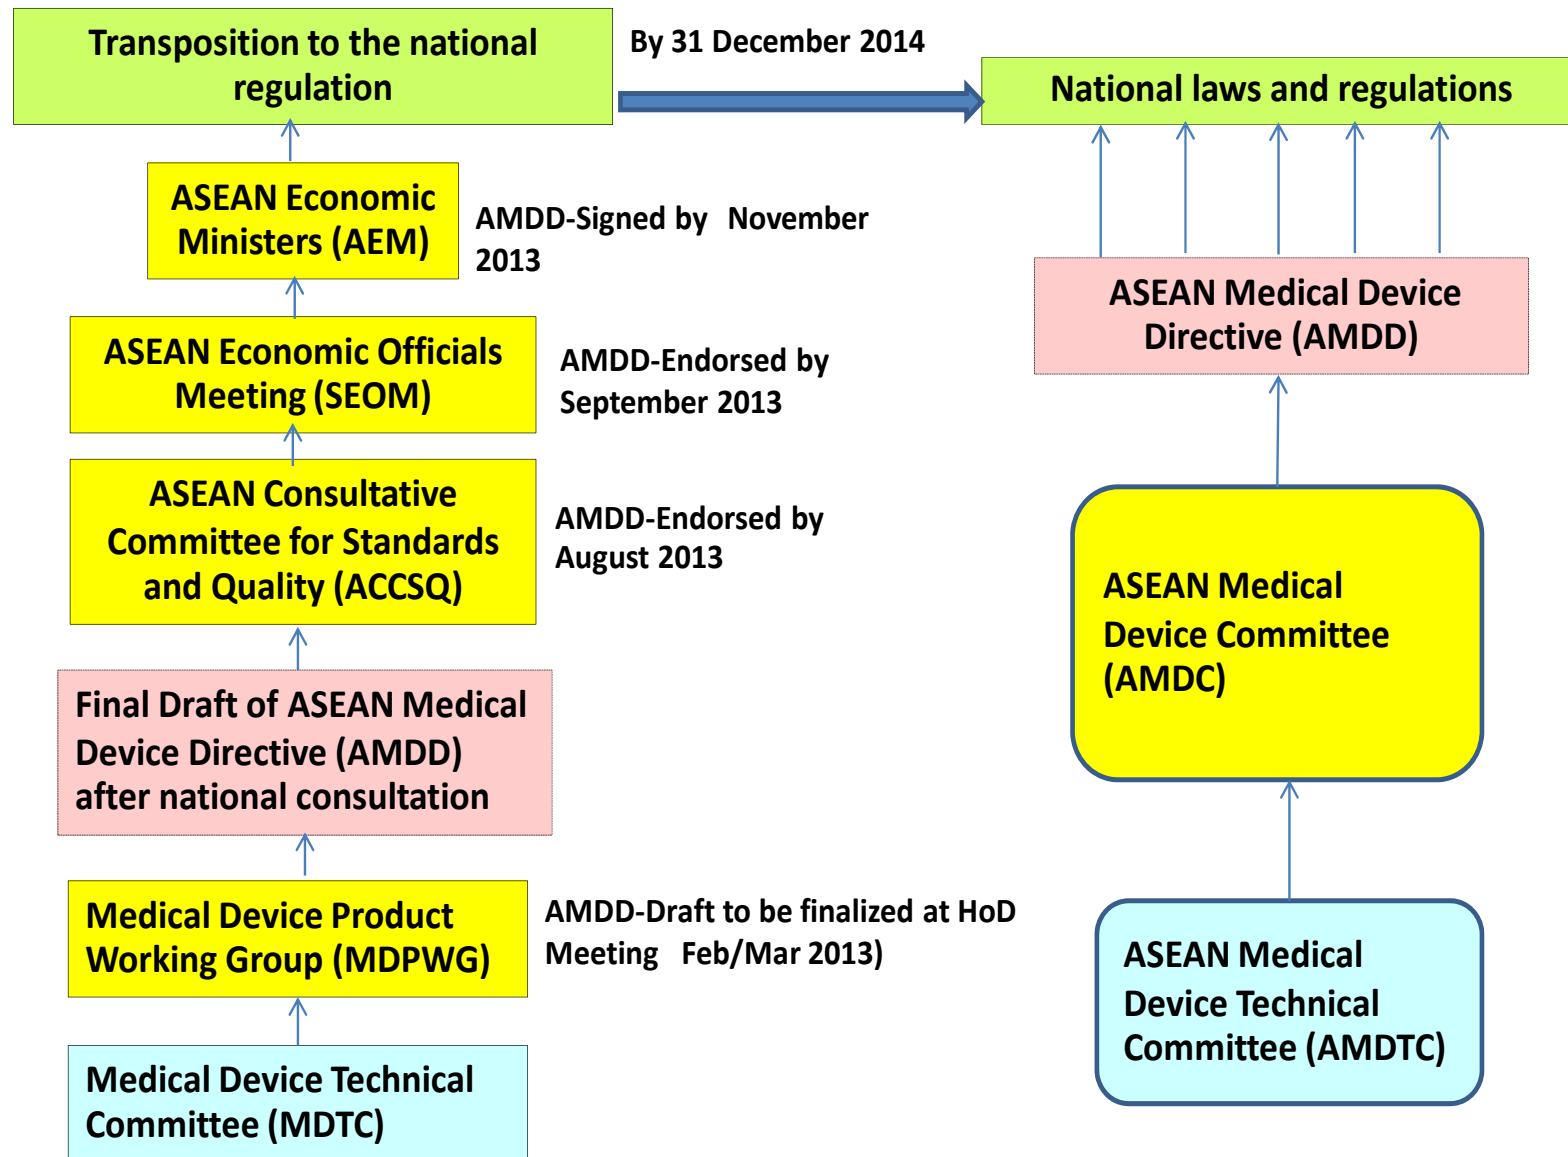 Transposition to the national
regulation
By 31 December 2014
National laws and regulations
ASEAN Economic
Ministers (AEM)
AMDD-Signed by November
2013
ASEAN Economic Officials
Meeting (SEOM)
AMDD-Endorsed by
September 2013
ASEAN Consultative
Committee for Standards
and Quality (ACCSQ)
AMDD-Endorsed by
August 2013
Final Draft of ASEAN Medical
Device Directive (AMDD)
after national consultation
Medical Device Product
Working Group (MDPWG)
AMDD-Draft to be finalized at HoD
Meeting Feb/Mar 2013)
Medical Device Technical
Committee (MDTC)
ASEAN Medical Device
Directive (AMDD)
ASEAN Medical
Device Committee
(AMDC)
ASEAN Medical
Device Technical
Committee (AMDTC)